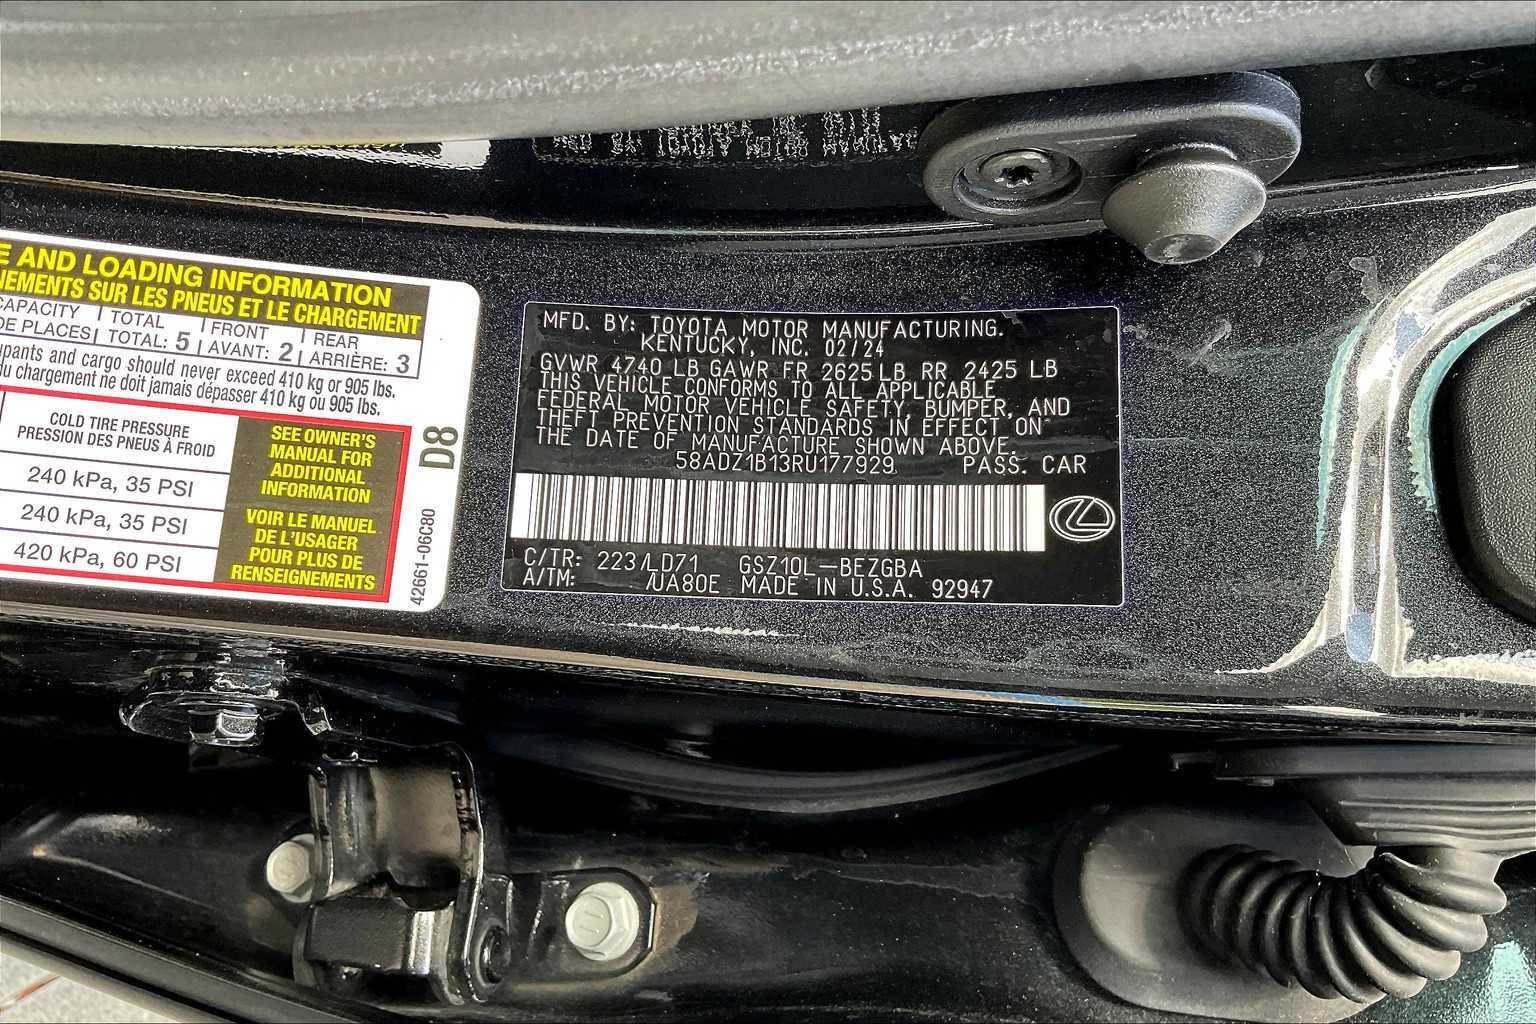 E AND LOADING INFORMATION
NEMENTS SUR LES PNEUS ET LE CHARGEMENT
CAPACITY TOTAL FRONT REAR
DE PLACES TOTAL: 5 AVANT: 2 ARRIÈRE: 3
upants and cargo should never exceed 410 kg or 905 lbs.
du chargement ne doit jamais dépasser 410 kg ou 905 lbs.
COLD TIRE PRESSURE
PRESSION DES PNEUS À FROID
240 kPa, 35 PSI
240 kPa, 35 PSI
420 kPa, 60 PSI
SEE OWNER'S
MANUAL FOR
ADDITIONAL
INFORMATION
VOIR LE MANUEL
DE L'USAGER
POUR PLUS DE
RENSEIGNEMENTS
D8
42661-06C80
MFD. BY: TOYOTA MOTOR MANUFACTURING.
KENTUCKY, INC. 02/24
GVWR 4740 LB GAWR FR 2625 LB RR 2425 LB
THIS VEHICLE CONFORMS TO ALL APPLICABLE
FEDERAL MOTOR VEHICLE SAFETY, BUMPER, AND
THEFT PREVENTION STANDARDS IN EFFECT ON
THE DATE OF MANUFACTURE SHOWN ABOVE.
58ADZ1B13RU177929 PASS. CAR
C/TR: 223/LD71 GSZ10L-BEZGBA
A/TM: /UA80E MADE IN U.S.A. 92947